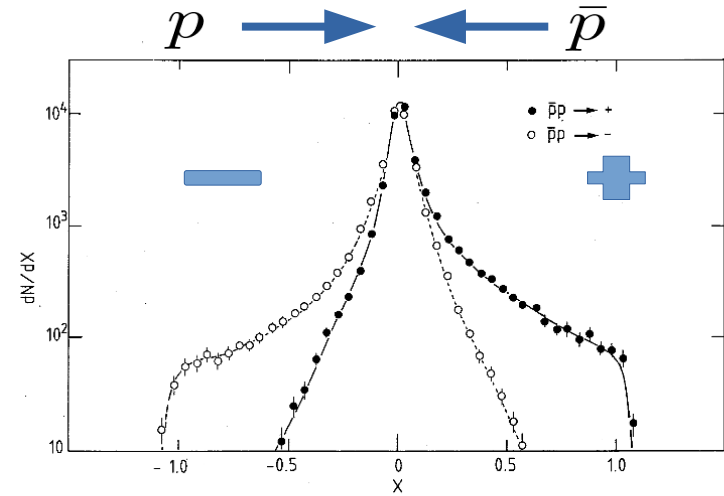 p p̄
10⁴
10³
10²
10
dN/dX
● p̄p → +
○ p̄p → -
- 1.0 -0.5 0 0.5 1.0
X